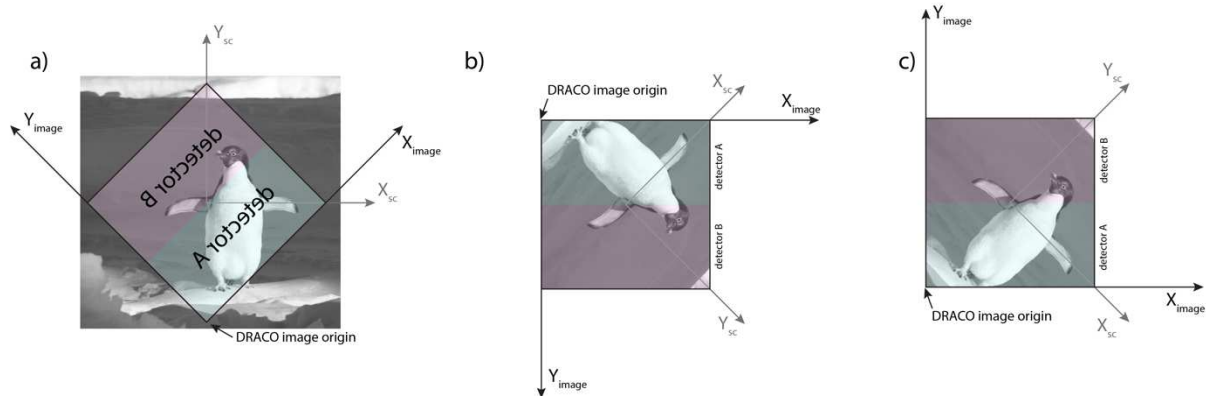 a)
Y_sc
Y_image
detector B
X_image
X_sc
detector A
DRACO image origin
b)
DRACO image origin
X_sc
X_image
detector A
detector B
Y_sc
Y_image
c)
Y_image
Y_sc
detector B
detector A
X_image
DRACO image origin
X_sc